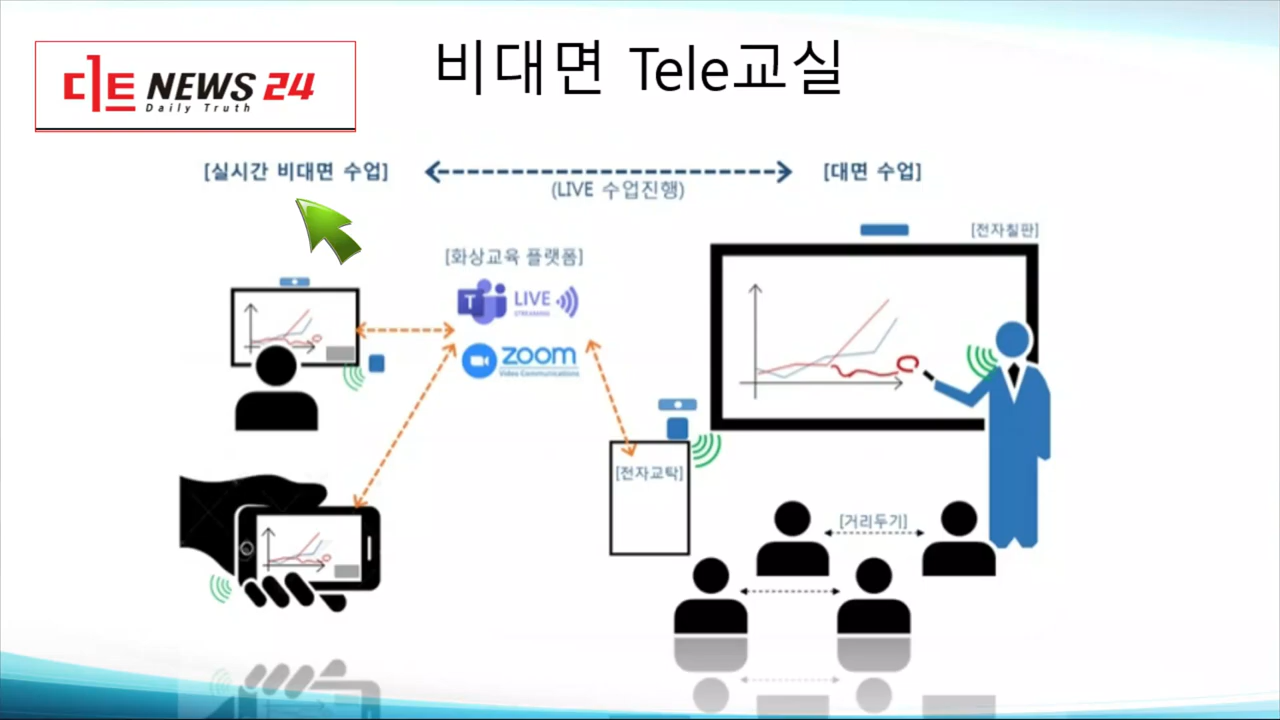 비대면 Tele교실
디트 NEWS 24
Daily Truth
[실시간 비대면 수업]
(LIVE 수업진행)
[대면 수업]
[전자칠판]
[화상교육 플랫폼]
T
LIVE
STREAMING
zoom
Video Communications
[전자교탁]
[거리두기]